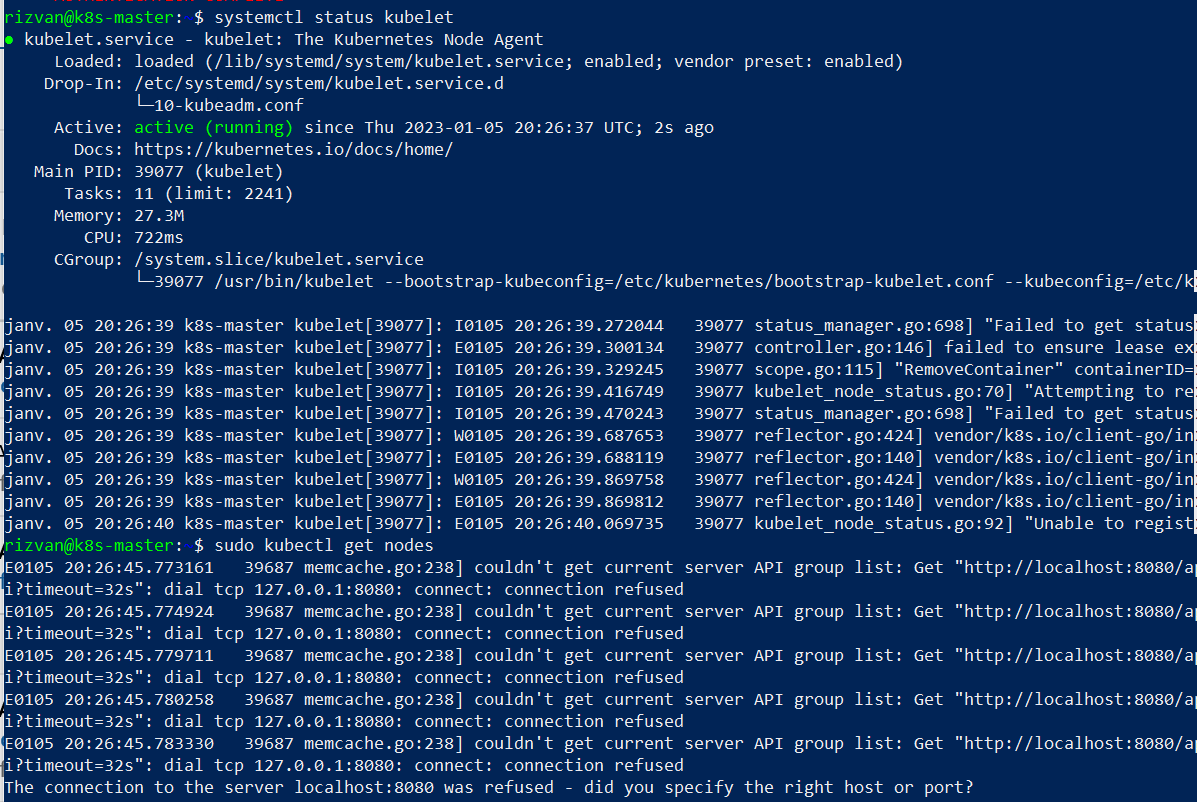 rizvan@k8s-master:~$ systemctl status kubelet
● kubelet.service - kubelet: The Kubernetes Node Agent
     Loaded: loaded (/lib/systemd/system/kubelet.service; enabled; vendor preset: enabled)
    Drop-In: /etc/systemd/system/kubelet.service.d
             └─10-kubeadm.conf
     Active: active (running) since Thu 2023-01-05 20:26:37 UTC; 2s ago
       Docs: https://kubernetes.io/docs/home/
   Main PID: 39077 (kubelet)
      Tasks: 11 (limit: 2241)
     Memory: 27.3M
        CPU: 722ms
     CGroup: /system.slice/kubelet.service
             └─39077 /usr/bin/kubelet --bootstrap-kubeconfig=/etc/kubernetes/bootstrap-kubelet.conf --kubeconfig=/etc/k
janv. 05 20:26:39 k8s-master kubelet[39077]: I0105 20:26:39.272044   39077 status_manager.go:698] "Failed to get status
janv. 05 20:26:39 k8s-master kubelet[39077]: E0105 20:26:39.300134   39077 controller.go:146] failed to ensure lease ex
janv. 05 20:26:39 k8s-master kubelet[39077]: I0105 20:26:39.329245   39077 scope.go:115] "RemoveContainer" containerID=
janv. 05 20:26:39 k8s-master kubelet[39077]: I0105 20:26:39.416749   39077 kubelet_node_status.go:70] "Attempting to re
janv. 05 20:26:39 k8s-master kubelet[39077]: I0105 20:26:39.470243   39077 status_manager.go:698] "Failed to get status
janv. 05 20:26:39 k8s-master kubelet[39077]: W0105 20:26:39.687653   39077 reflector.go:424] vendor/k8s.io/client-go/in
janv. 05 20:26:39 k8s-master kubelet[39077]: E0105 20:26:39.688119   39077 reflector.go:140] vendor/k8s.io/client-go/in
janv. 05 20:26:39 k8s-master kubelet[39077]: W0105 20:26:39.869758   39077 reflector.go:424] vendor/k8s.io/client-go/in
janv. 05 20:26:39 k8s-master kubelet[39077]: E0105 20:26:39.869812   39077 reflector.go:140] vendor/k8s.io/client-go/in
janv. 05 20:26:40 k8s-master kubelet[39077]: E0105 20:26:40.069735   39077 kubelet_node_status.go:92] "Unable to regist
rizvan@k8s-master:~$ sudo kubectl get nodes
E0105 20:26:45.773161   39687 memcache.go:238] couldn't get current server API group list: Get "http://localhost:8080/ap
i?timeout=32s": dial tcp 127.0.0.1:8080: connect: connection refused
E0105 20:26:45.774924   39687 memcache.go:238] couldn't get current server API group list: Get "http://localhost:8080/ap
i?timeout=32s": dial tcp 127.0.0.1:8080: connect: connection refused
E0105 20:26:45.779711   39687 memcache.go:238] couldn't get current server API group list: Get "http://localhost:8080/ap
i?timeout=32s": dial tcp 127.0.0.1:8080: connect: connection refused
E0105 20:26:45.780258   39687 memcache.go:238] couldn't get current server API group list: Get "http://localhost:8080/ap
i?timeout=32s": dial tcp 127.0.0.1:8080: connect: connection refused
E0105 20:26:45.783330   39687 memcache.go:238] couldn't get current server API group list: Get "http://localhost:8080/ap
i?timeout=32s": dial tcp 127.0.0.1:8080: connect: connection refused
The connection to the server localhost:8080 was refused - did you specify the right host or port?